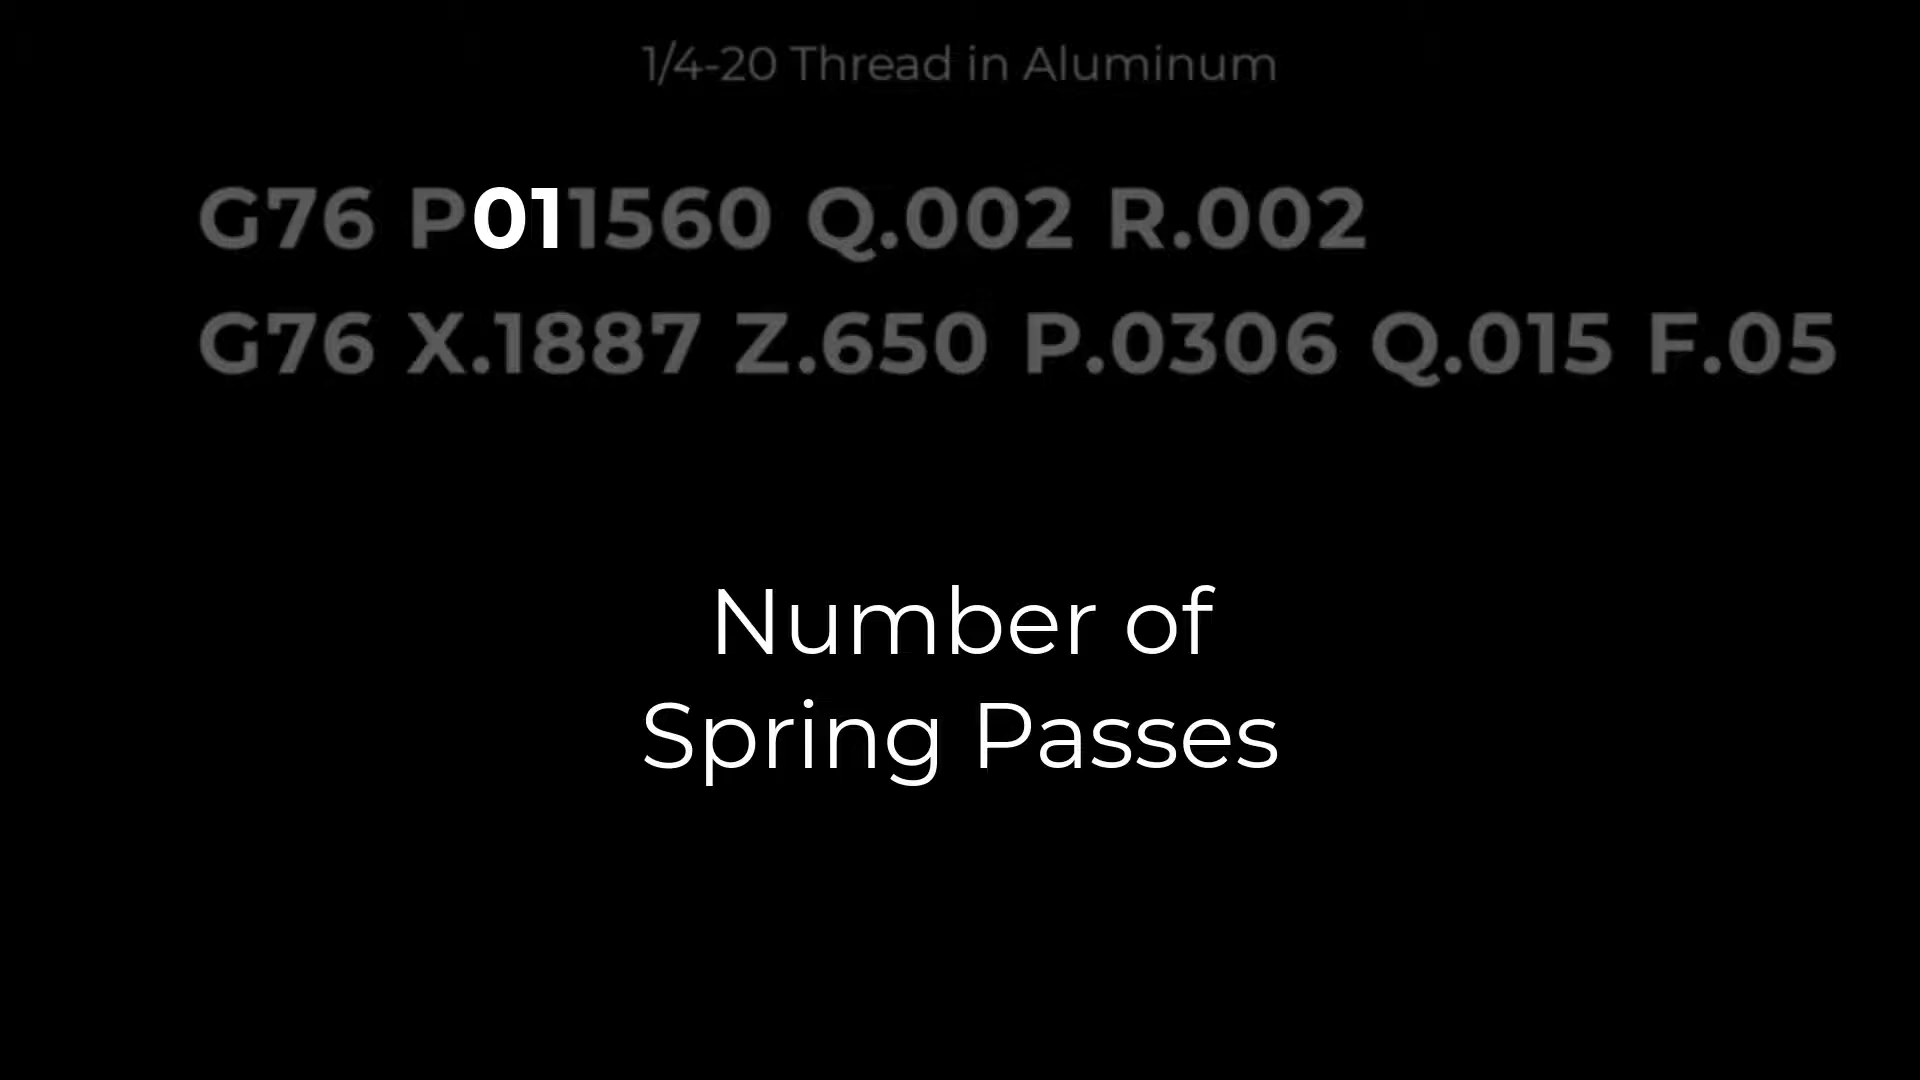 1/4-20 Thread in Aluminum
G76 P011560 Q.002 R.002
G76 X.1887 Z.650 P.0306 Q.015 F.05
Number of
Spring Passes